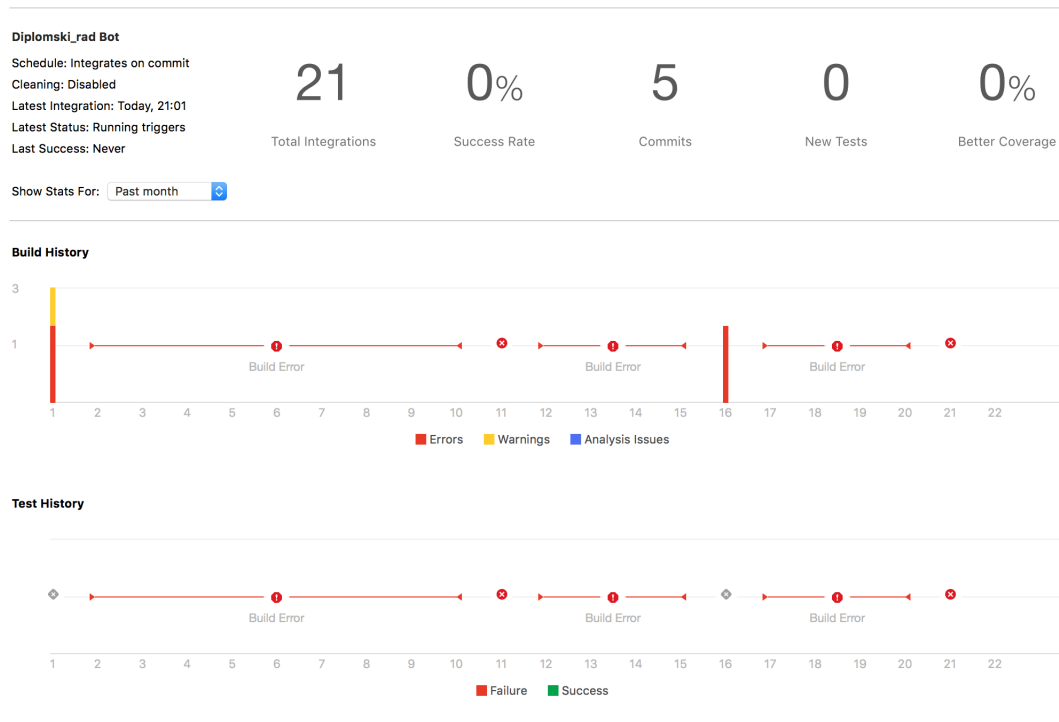 Diplomski_rad Bot
Schedule: Integrates on commit
Cleaning: Disabled
Latest Integration: Today, 21:01
Latest Status: Running triggers
Last Success: Never
21 0% 5 0 0%
Total Integrations Success Rate Commits New Tests Better Coverage
Show Stats For: Past month
Build History
3
1
Build Error Build Error Build Error
1 2 3 4 5 6 7 8 9 10 11 12 13 14 15 16 17 18 19 20 21 22
Errors Warnings Analysis Issues
Test History
Build Error Build Error Build Error
1 2 3 4 5 6 7 8 9 10 11 12 13 14 15 16 17 18 19 20 21 22
Failure Success